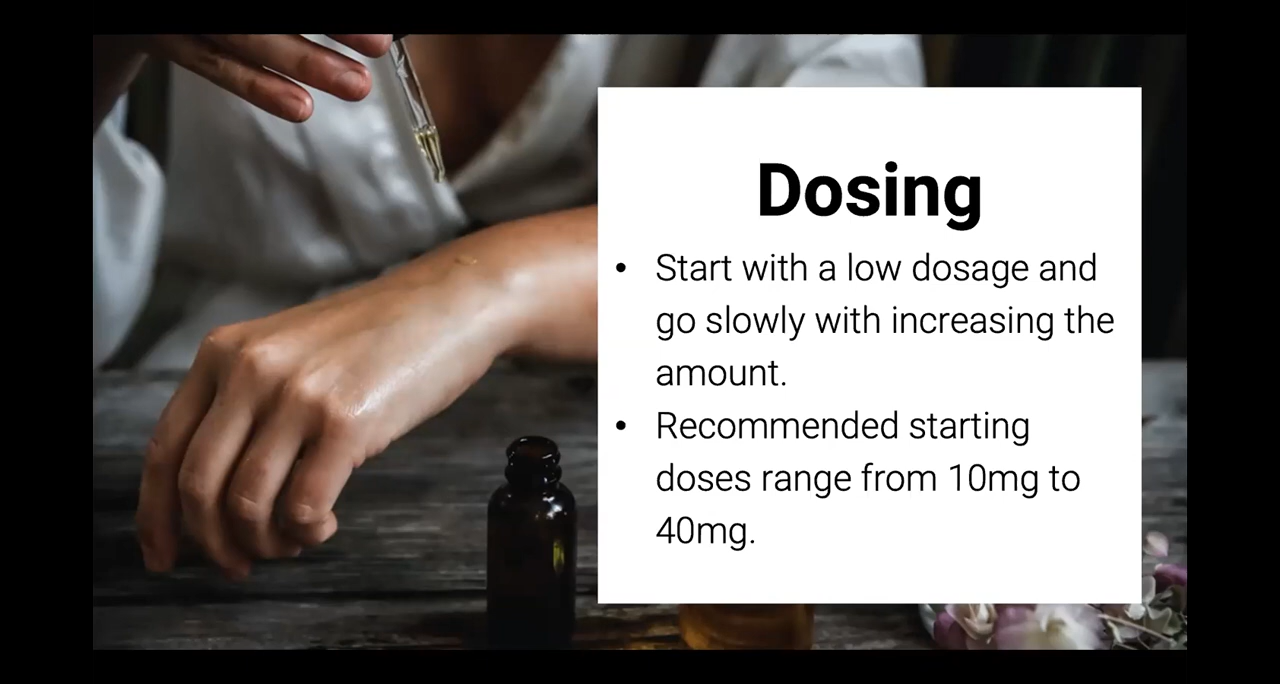 Dosing
• Start with a low dosage and
go slowly with increasing the
amount.
• Recommended starting
doses range from 10mg to
40mg.